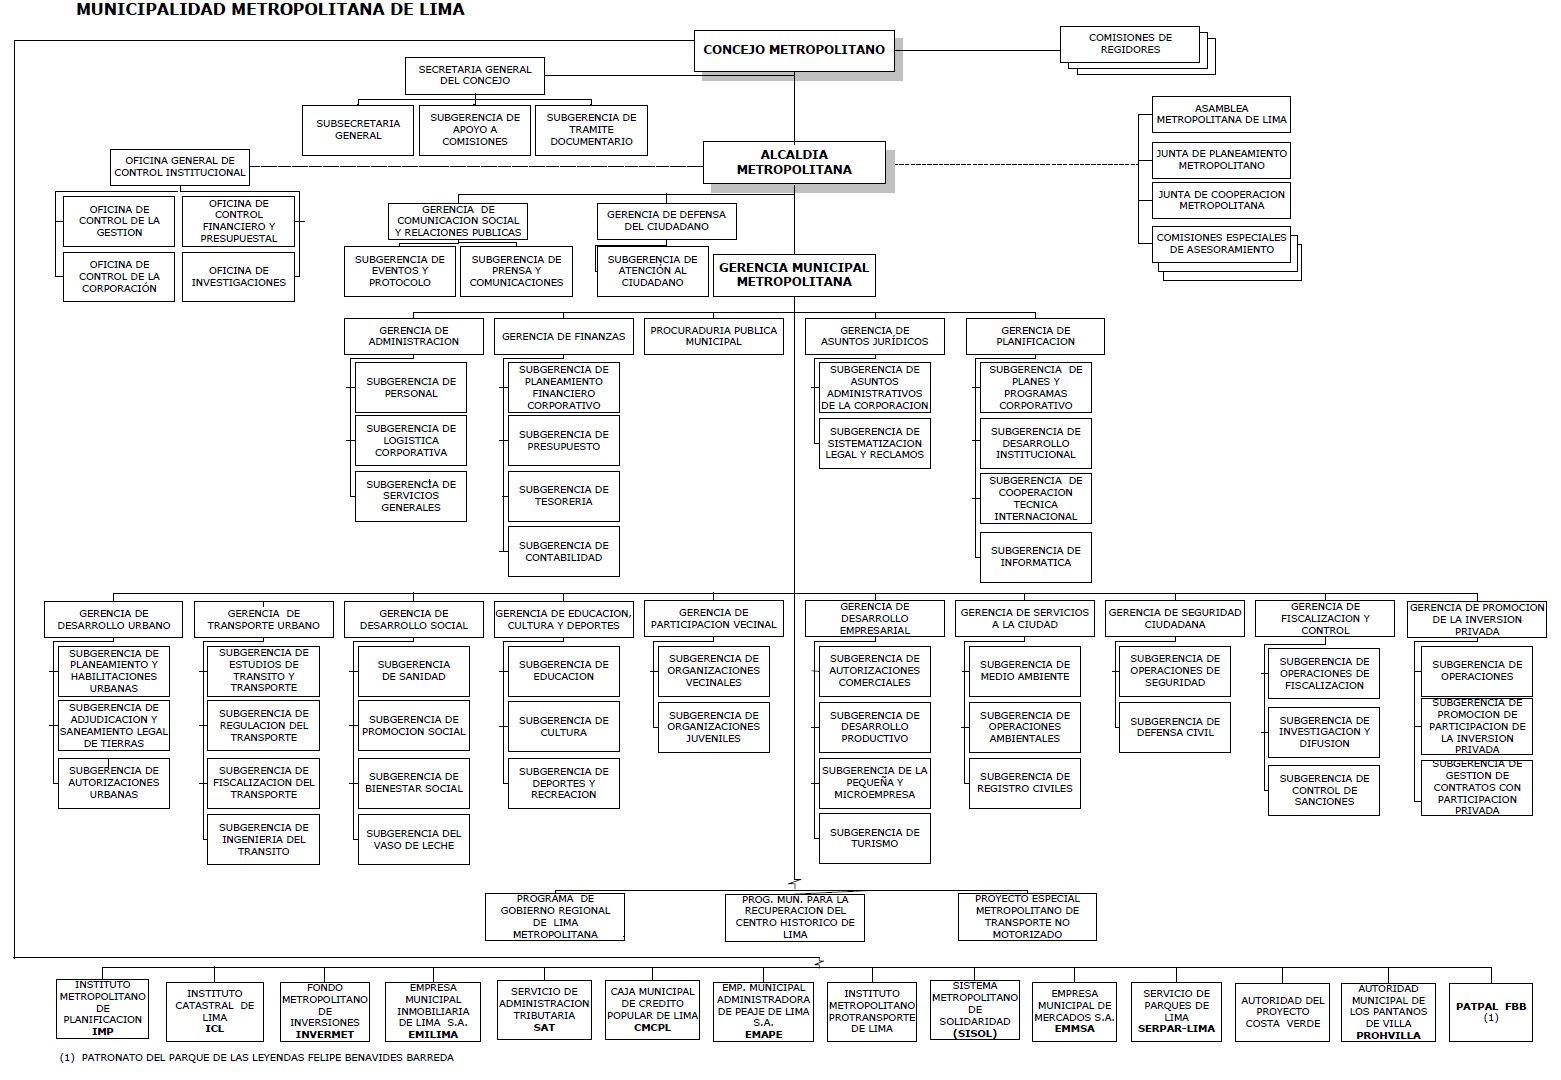 MUNICIPALIDAD METROPOLITANA DE LIMA
CONCEJO METROPOLITANO
COMISIONES DE
REGIDORES
SECRETARIA GENERAL
DEL CONCEJO
SUBSECRETARIA
GENERAL
SUBGERENCIA DE
APOYO A
COMISIONES
SUBGERENCIA DE
TRAMITE
DOCUMENTARIO
ASAMBLEA
METROPOLITANA DE LIMA
JUNTA DE PLANEAMIENTO
METROPOLITANO
JUNTA DE COOPERACION
METROPOLITANA
COMISIONES ESPECIALES
DE ASESORAMIENTO
ALCALDIA
METROPOLITANA
OFICINA GENERAL DE
CONTROL INSTITUCIONAL
OFICINA DE
CONTROL DE LA
GESTION
OFICINA DE
CONTROL
FINANCIERO Y
PRESUPUESTAL
OFICINA DE
CONTROL DE LA
CORPORACIÓN
OFICINA DE
INVESTIGACIONES
GERENCIA DE
COMUNICACION SOCIAL
Y RELACIONES PUBLICAS
SUBGERENCIA DE
EVENTOS Y
PROTOCOLO
SUBGERENCIA DE
PRENSA Y
COMUNICACIONES
GERENCIA DE DEFENSA
DEL CIUDADANO
SUBGERENCIA DE
ATENCIÓN AL
CIUDADANO
GERENCIA MUNICIPAL
METROPOLITANA
GERENCIA DE
ADMINISTRACION
SUBGERENCIA DE
PERSONAL
SUBGERENCIA DE
LOGISTICA
CORPORATIVA
SUBGERENCIA DE
SERVICIOS
GENERALES
GERENCIA DE FINANZAS
SUBGERENCIA DE
PLANEAMIENTO
FINANCIERO
CORPORATIVO
SUBGERENCIA DE
PRESUPUESTO
SUBGERENCIA DE
TESORERIA
SUBGERENCIA DE
CONTABILIDAD
PROCURADURIA PUBLICA
MUNICIPAL
GERENCIA DE
ASUNTOS JURÍDICOS
SUBGERENCIA DE
ASUNTOS
ADMINISTRATIVOS
DE LA CORPORACION
SUBGERENCIA DE
SISTEMATIZACION
LEGAL Y RECLAMOS
GERENCIA DE
PLANIFICACION
SUBGERENCIA DE
PLANES Y
PROGRAMAS
CORPORATIVO
SUBGERENCIA DE
DESARROLLO
INSTITUCIONAL
SUBGERENCIA DE
COOPERACION
TECNICA
INTERNACIONAL
SUBGERENCIA DE
INFORMATICA
GERENCIA DE
DESARROLLO URBANO
SUBGERENCIA DE
PLANEAMIENTO Y
HABILITACIONES
URBANAS
SUBGERENCIA DE
ADJUDICACION Y
SANEAMIENTO LEGAL
DE TIERRAS
SUBGERENCIA DE
AUTORIZACIONES
URBANAS
GERENCIA DE
TRANSPORTE URBANO
SUBGERENCIA DE
ESTUDIOS DE
TRANSITO Y
TRANSPORTE
SUBGERENCIA DE
REGULACION DEL
TRANSPORTE
SUBGERENCIA DE
FISCALIZACION DEL
TRANSPORTE
SUBGERENCIA DE
INGENIERIA DEL
TRANSITO
GERENCIA DE
DESARROLLO SOCIAL
SUBGERENCIA
DE SANIDAD
SUBGERENCIA DE
PROMOCION SOCIAL
SUBGERENCIA DE
BIENESTAR SOCIAL
SUBGERENCIA DEL
VASO DE LECHE
GERENCIA DE EDUCACION,
CULTURA Y DEPORTES
SUBGERENCIA DE
EDUCACION
SUBGERENCIA DE
CULTURA
SUBGERENCIA DE
DEPORTES Y
RECREACION
GERENCIA DE
PARTICIPACION VECINAL
SUBGERENCIA DE
ORGANIZACIONES
VECINALES
SUBGERENCIA DE
ORGANIZACIONES
JUVENILES
GERENCIA DE
DESARROLLO
EMPRESARIAL
SUBGERENCIA DE
AUTORIZACIONES
COMERCIALES
SUBGERENCIA DE
DESARROLLO
PRODUCTIVO
SUBGERENCIA DE LA
PEQUEÑA Y
MICROEMPRESA
SUBGERENCIA DE
TURISMO
GERENCIA DE SERVICIOS
A LA CIUDAD
SUBGERENCIA DE
MEDIO AMBIENTE
SUBGERENCIA DE
OPERACIONES
AMBIENTALES
SUBGERENCIA DE
REGISTRO CIVILES
GERENCIA DE SEGURIDAD
CIUDADANA
SUBGERENCIA DE
OPERACIONES DE
SEGURIDAD
SUBGERENCIA DE
DEFENSA CIVIL
GERENCIA DE
FISCALIZACION Y
CONTROL
SUBGERENCIA DE
OPERACIONES DE
FISCALIZACION
SUBGERENCIA DE
INVESTIGACION Y
DIFUSION
SUBGERENCIA DE
CONTROL DE
SANCIONES
GERENCIA DE PROMOCION
DE LA INVERSION
PRIVADA
SUBGERENCIA DE
OPERACIONES
SUBGERENCIA DE
PROMOCION DE
PARTICIPACION DE
LA INVERSION
PRIVADA
SUBGERENCIA DE
GESTION DE
CONTRATOS CON
PARTICIPACION
PRIVADA
PROGRAMA DE
GOBIERNO REGIONAL
DE LIMA
METROPOLITANA
PROG. MUN. PARA LA
RECUPERACION DEL
CENTRO HISTORICO DE
LIMA
PROYECTO ESPECIAL
METROPOLITANO DE
TRANSPORTE NO
MOTORIZADO
INSTITUTO
METROPOLITANO
DE
PLANIFICACION
IMP
INSTITUTO
CATASTRAL DE
LIMA
ICL
FONDO
METROPOLITANO
DE
INVERSIONES
INVERMET
EMPRESA
MUNICIPAL
INMOBILIARIA
DE LIMA S.A.
EMILIMA
SERVICIO DE
ADMINISTRACION
TRIBUTARIA
SAT
CAJA MUNICIPAL
DE CREDITO
POPULAR DE LIMA
CMCPL
EMP. MUNICIPAL
ADMINISTRADORA
DE PEAJE DE LIMA
S.A.
EMAPE
INSTITUTO
METROPOLITANO
PROTRANSPORTE
DE LIMA
SISTEMA
METROPOLITANO
DE
SOLIDARIDAD
(SISOL)
EMPRESA
MUNICIPAL DE
MERCADOS S.A.
EMMSA
SERVICIO DE
PARQUES DE
LIMA
SERPAR-LIMA
AUTORIDAD DEL
PROYECTO
COSTA VERDE
AUTORIDAD
MUNICIPAL DE
LOS PANTANOS
DE VILLA
PROHVILLA
PATPAL FBB
(1)
(1) PATRONATO DEL PARQUE DE LAS LEYENDAS FELIPE BENAVIDES BARREDA